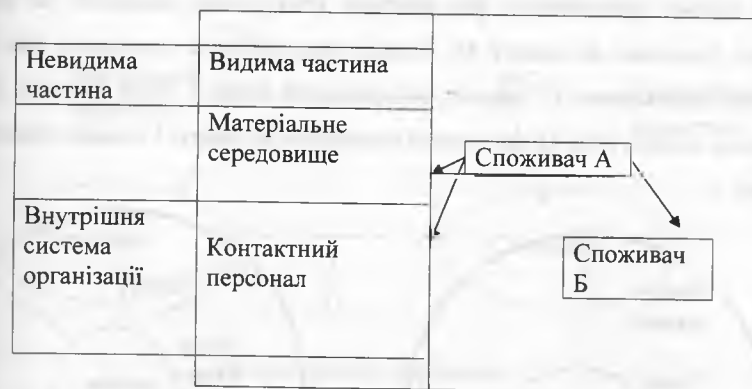 Невидима
частина
Видима частина
Матеріальне
середовище
Споживач А
Внутрішня
система
організації
Контактний
персонал
Споживач
Б